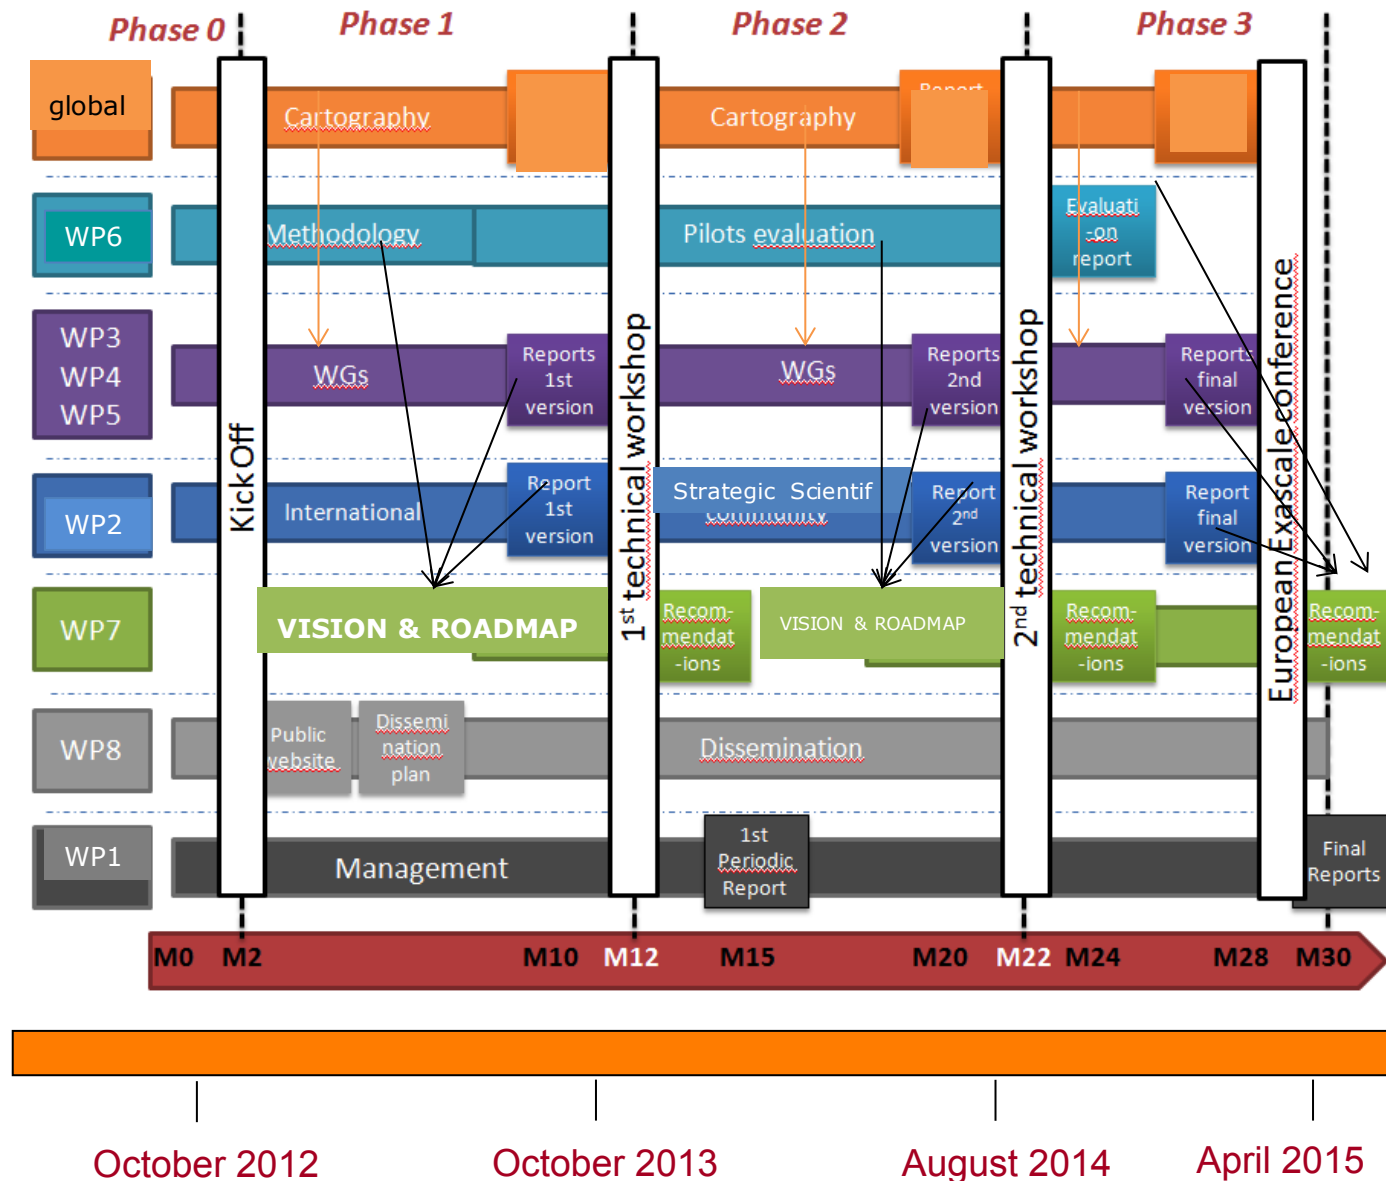 Phase 0
Phase 1
Phase 2
Phase 3
global
Cartography
Cartography
Report
WP6
Methodology
Pilots evaluation
Evaluati
-on
report
WP3
WP4
WP5
WGs
Reports
1st
version
WGs
Reports
2nd
version
Reports
final
version
WP2
International
Report
1st
version
Strategic Scientif
community
Report
2nd
version
Report
final
version
WP7
VISION & ROADMAP
Recom-
mendat
-ions
VISION & ROADMAP
Recom-
mendat
-ions
Recom-
mendat
-ions
WP8
Public
website
Dissemi
nation
plan
Dissemination
WP1
Management
1st
Periodic
Report
Final
Reports
Kick Off
1st technical workshop
2nd technical workshop
European Exascale conference
M0 M2 M10 M12 M15 M20 M22 M24 M28 M30
October 2012
October 2013
August 2014
April 2015